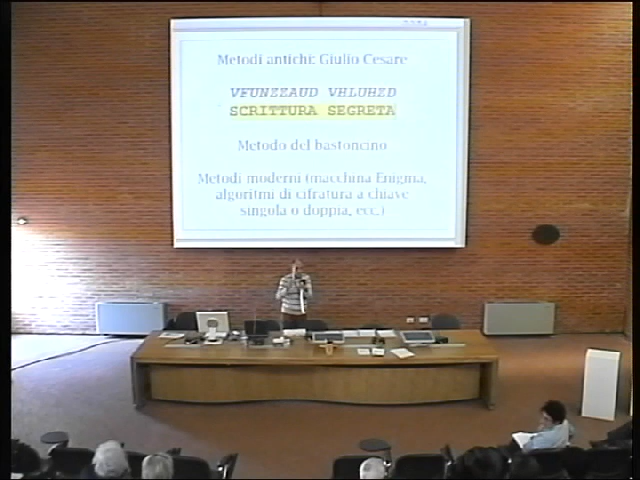 Metodi antichi: Giulio Cesare
VFUNZZAUD VHLUHZD
SCRITTURA SEGRETA
Metodo del bastoncino
Metodi moderni (macchina Enigma,
algoritmi di cifratura a chiave
singola o doppia, ecc.)